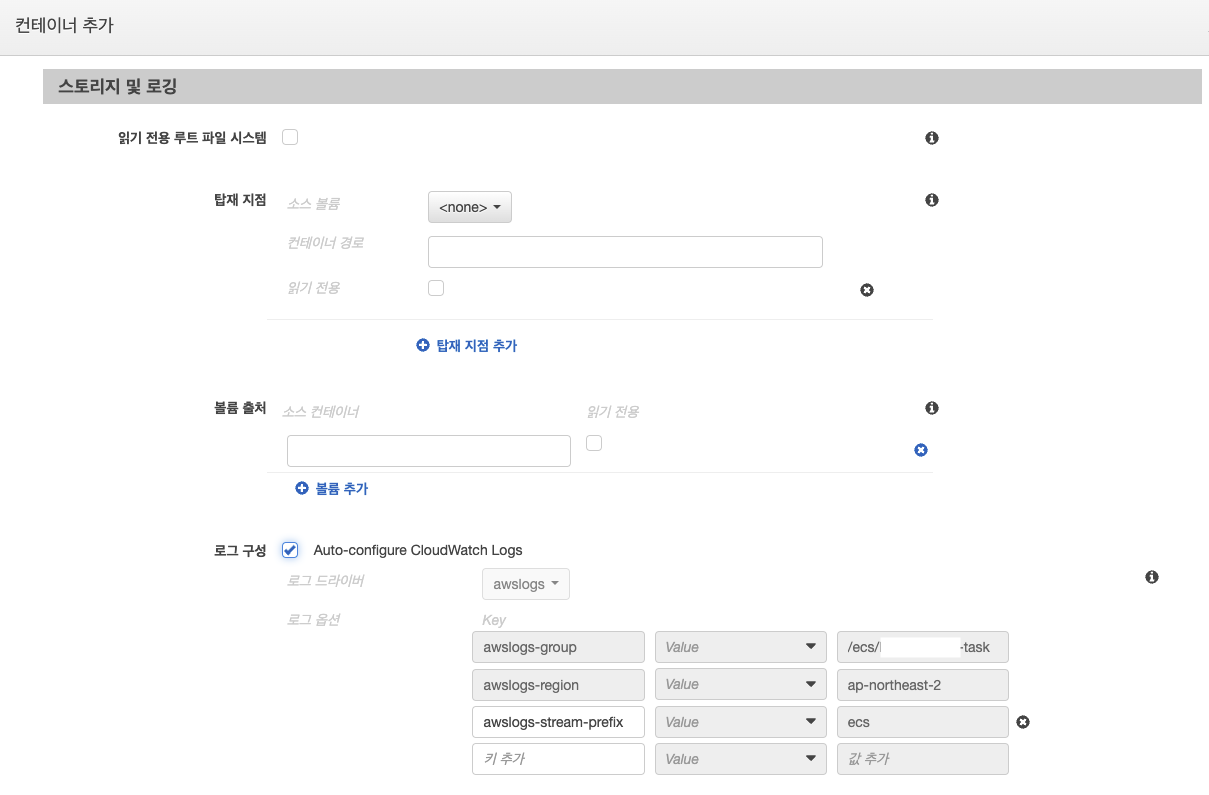 컨테이너 추가
스토리지 및 로깅
읽기 전용 루트 파일 시스템
탑재 지점 소스 볼륨 <none>
컨테이너 경로
읽기 전용
탑재 지점 추가
볼륨 출처 소스 컨테이너 읽기 전용
볼륨 추가
로그 구성 Auto-configure CloudWatch Logs
로그 드라이버 awslogs
로그 옵션 Key
awslogs-group Value /ecs/ -task
awslogs-region Value ap-northeast-2
awslogs-stream-prefix Value ecs
키 추가 Value 값 추가